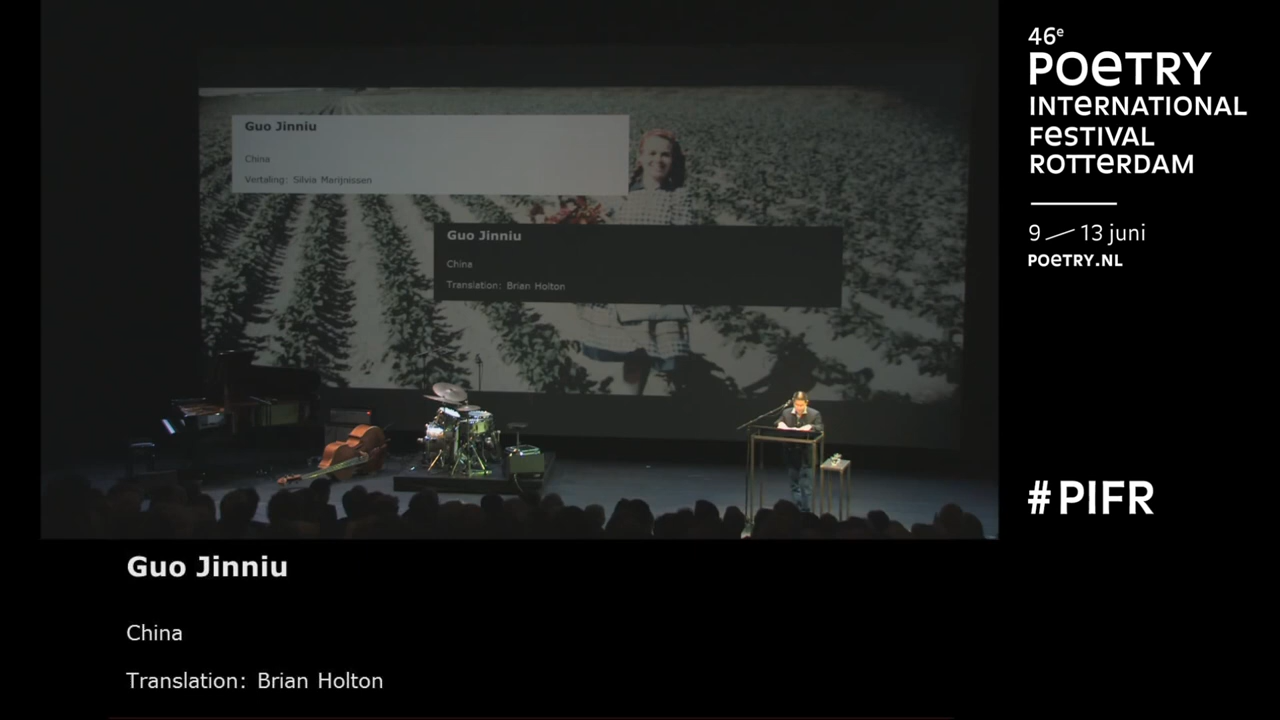 Guo Jinniu
China
Vertaling: Silvia Marijnissen
Guo Jinniu
China
Translation: Brian Holton
46e
POeTRY
INTeRNATIONAL
FeSTIVAL
ROTTeRDAM
9 — 13 juni
POeTRY.NL
#PIFR
Guo Jinniu
China
Translation: Brian Holton